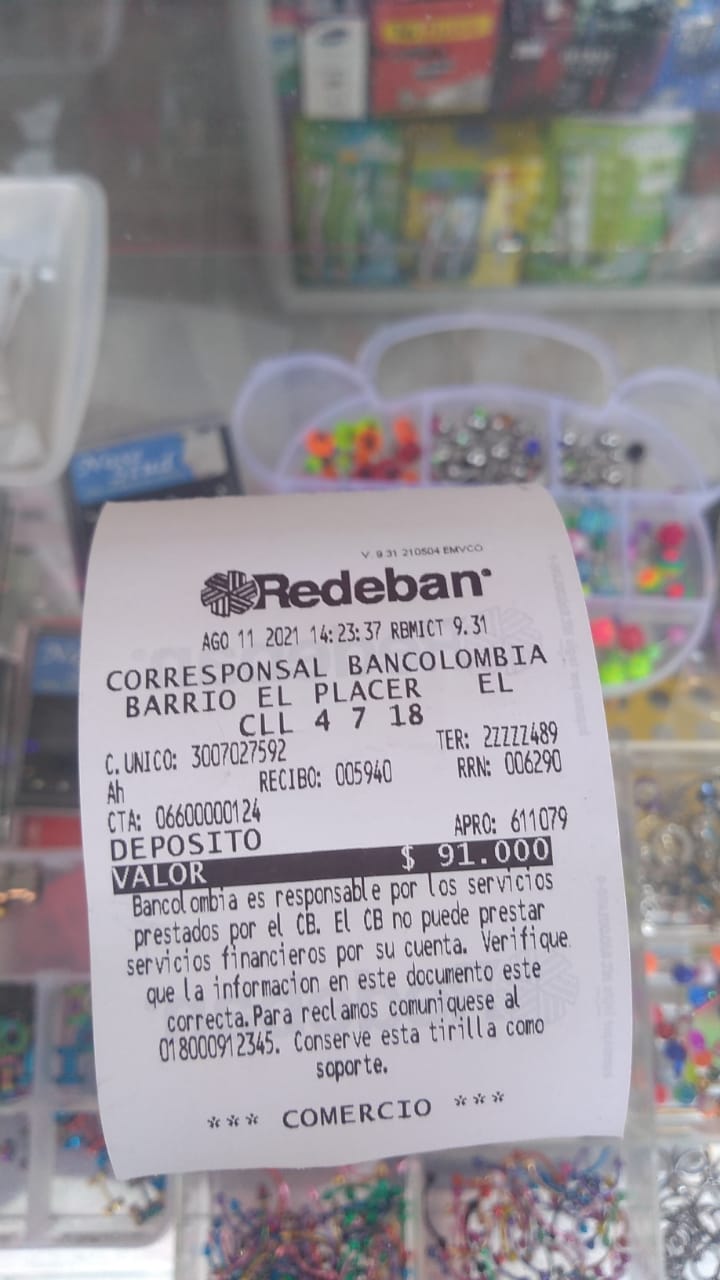 V. 9.31 210504 EMVCO
Redeban
AGO 11 2021 14:23:37 RBMICT 9.31
CORRESPONSAL BANCOLOMBIA
BARRIO EL PLACER EL
CLL 4 7 18
C. UNICO: 3007027592 TER: ZZZZZ489
Ah RECIBO: 005940 RRN: 006290
CTA: 06600000124
DEPOSITO APRO: 611079
VALOR $ 91.000
Bancolombia es responsable por los servicios
prestados por el CB. El CB no puede prestar
servicios financieros por su cuenta. Verifique
que la informacion en este documento este
correcta.Para reclamos comuniquese al
018000912345. Conserve esta tirilla como
soporte.
*** COMERCIO ***